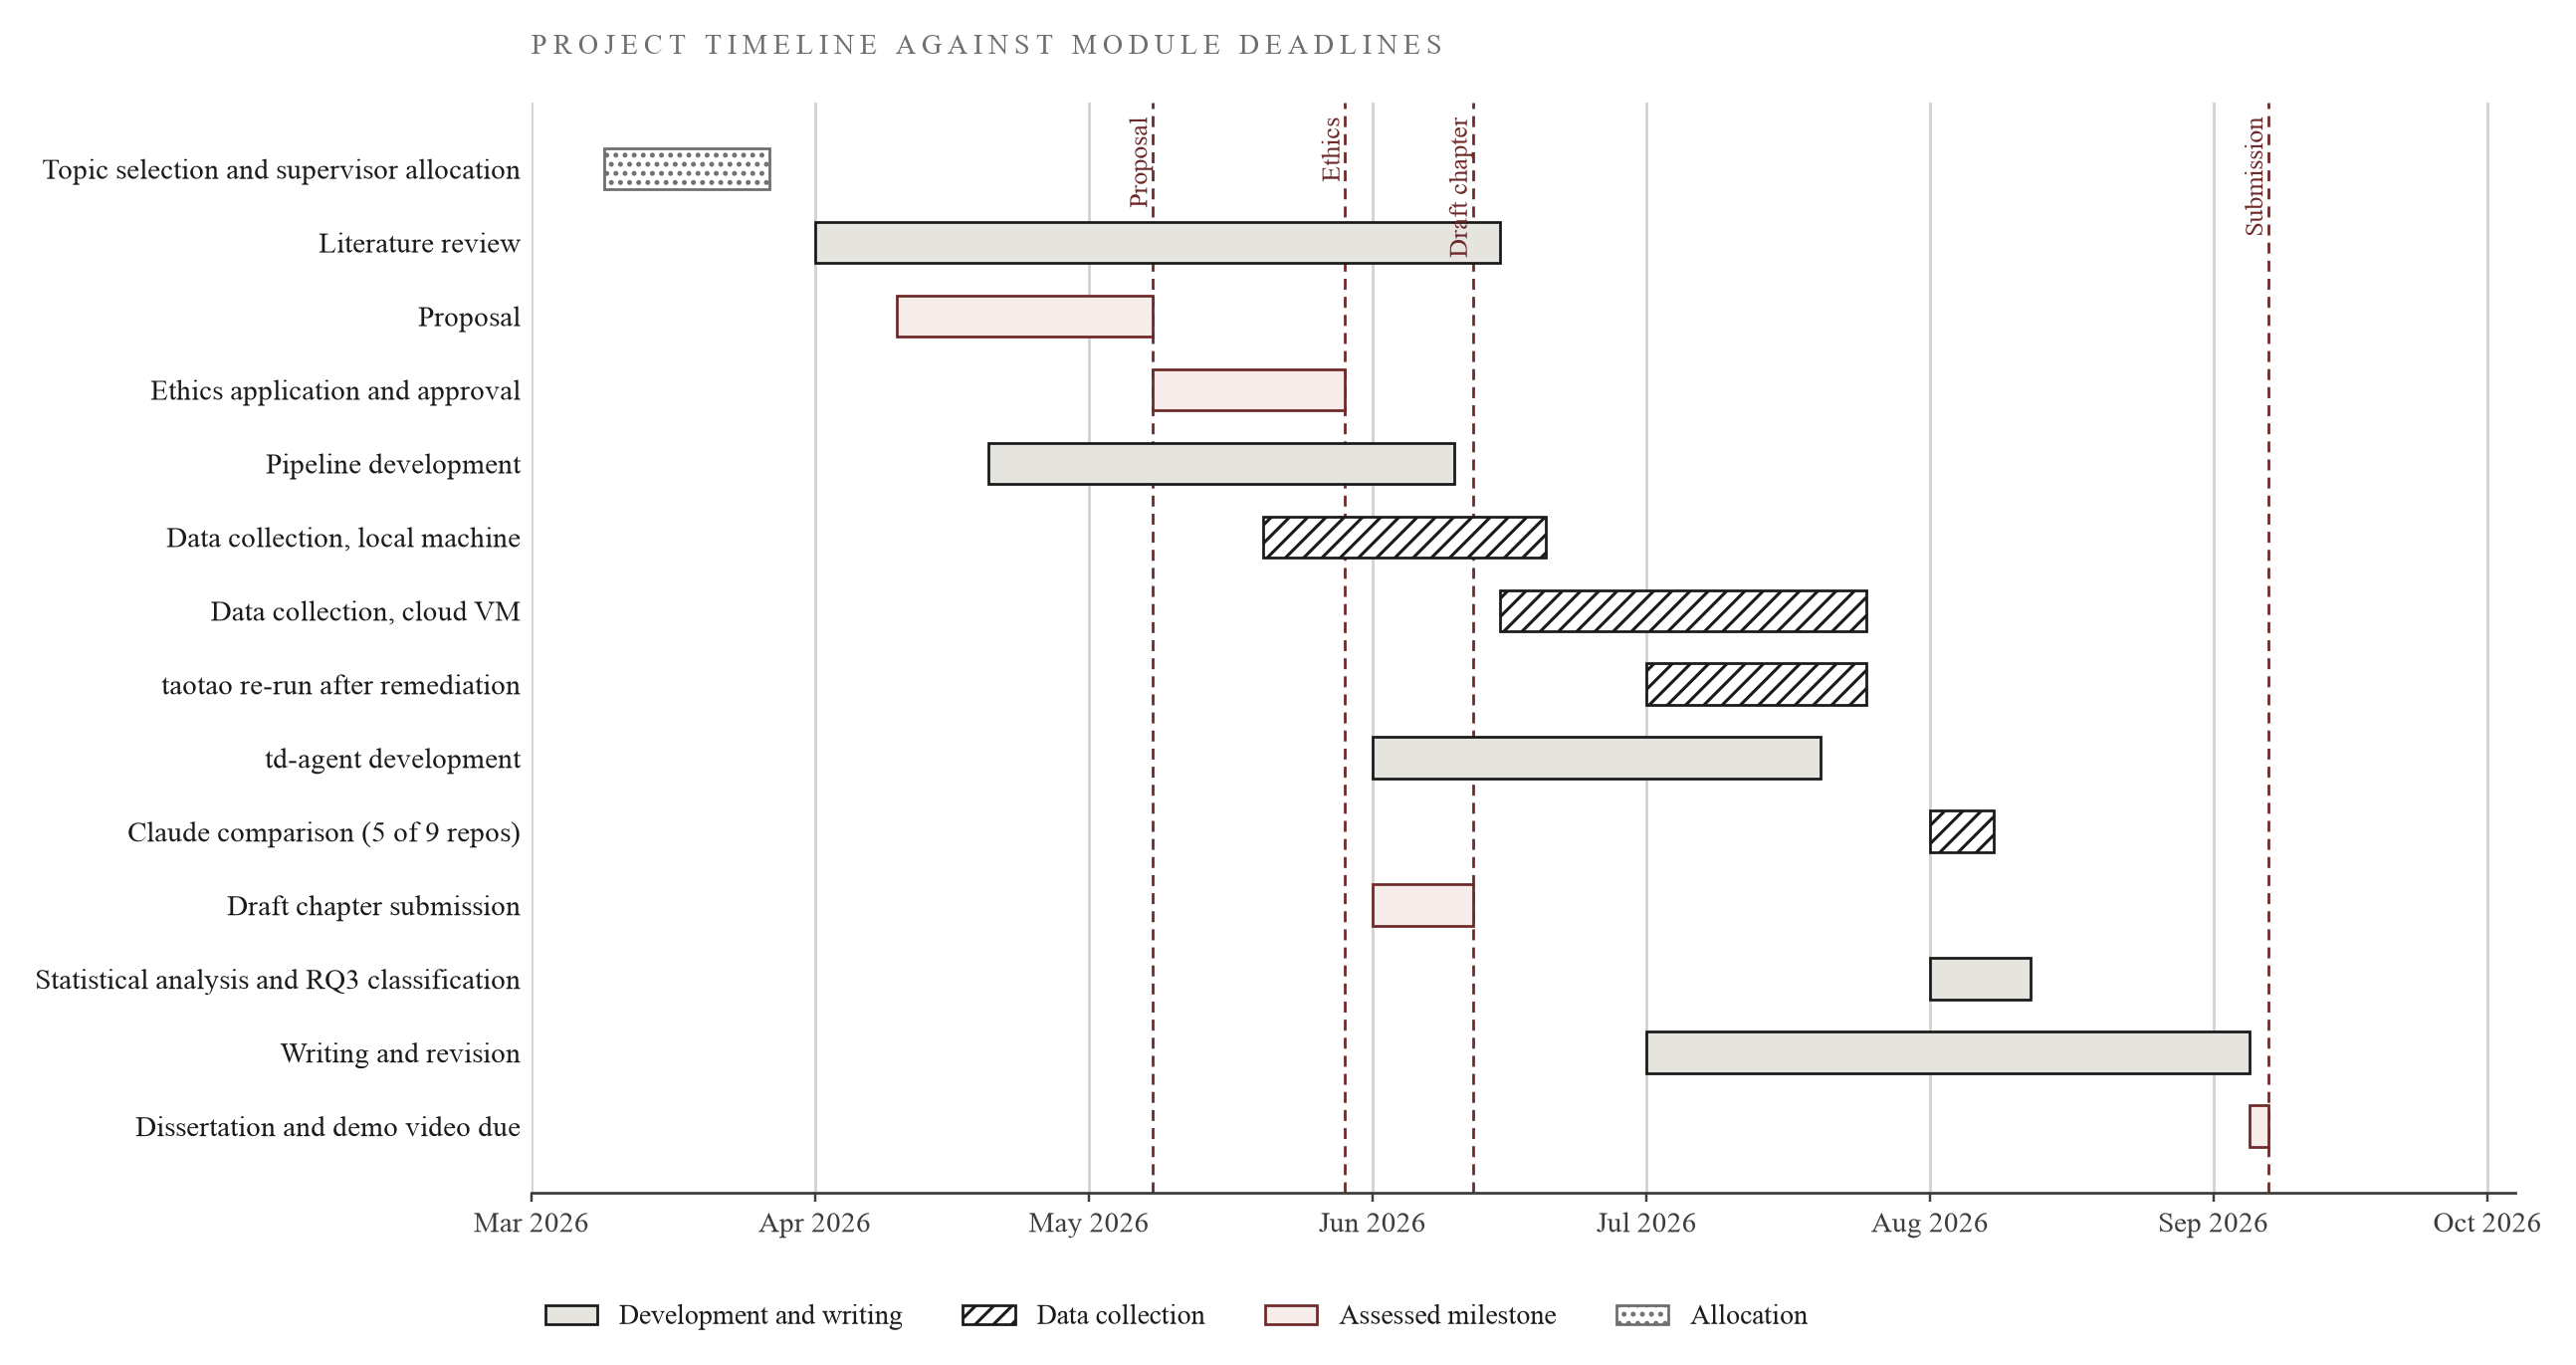 PROJECT TIMELINE AGAINST MODULE DEADLINES
Proposal
Ethics
Draft chapter
Submission
Topic selection and supervisor allocation
Literature review
Proposal
Ethics application and approval
Pipeline development
Data collection, local machine
Data collection, cloud VM
taotao re-run after remediation
td-agent development
Claude comparison (5 of 9 repos)
Draft chapter submission
Statistical analysis and RQ3 classification
Writing and revision
Dissertation and demo video due
Mar 2026 Apr 2026 May 2026 Jun 2026 Jul 2026 Aug 2026 Sep 2026 Oct 2026
Development and writing Data collection Assessed milestone Allocation